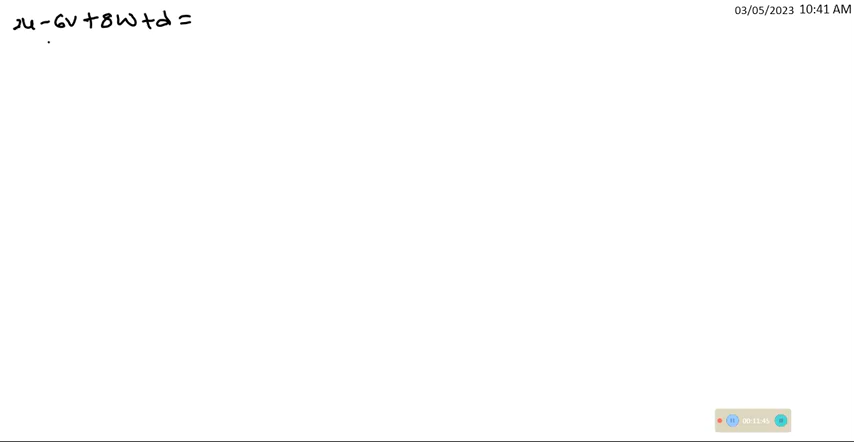 2u - 6v + 8w + d =
03/05/2023 10:41 AM
00:11:45